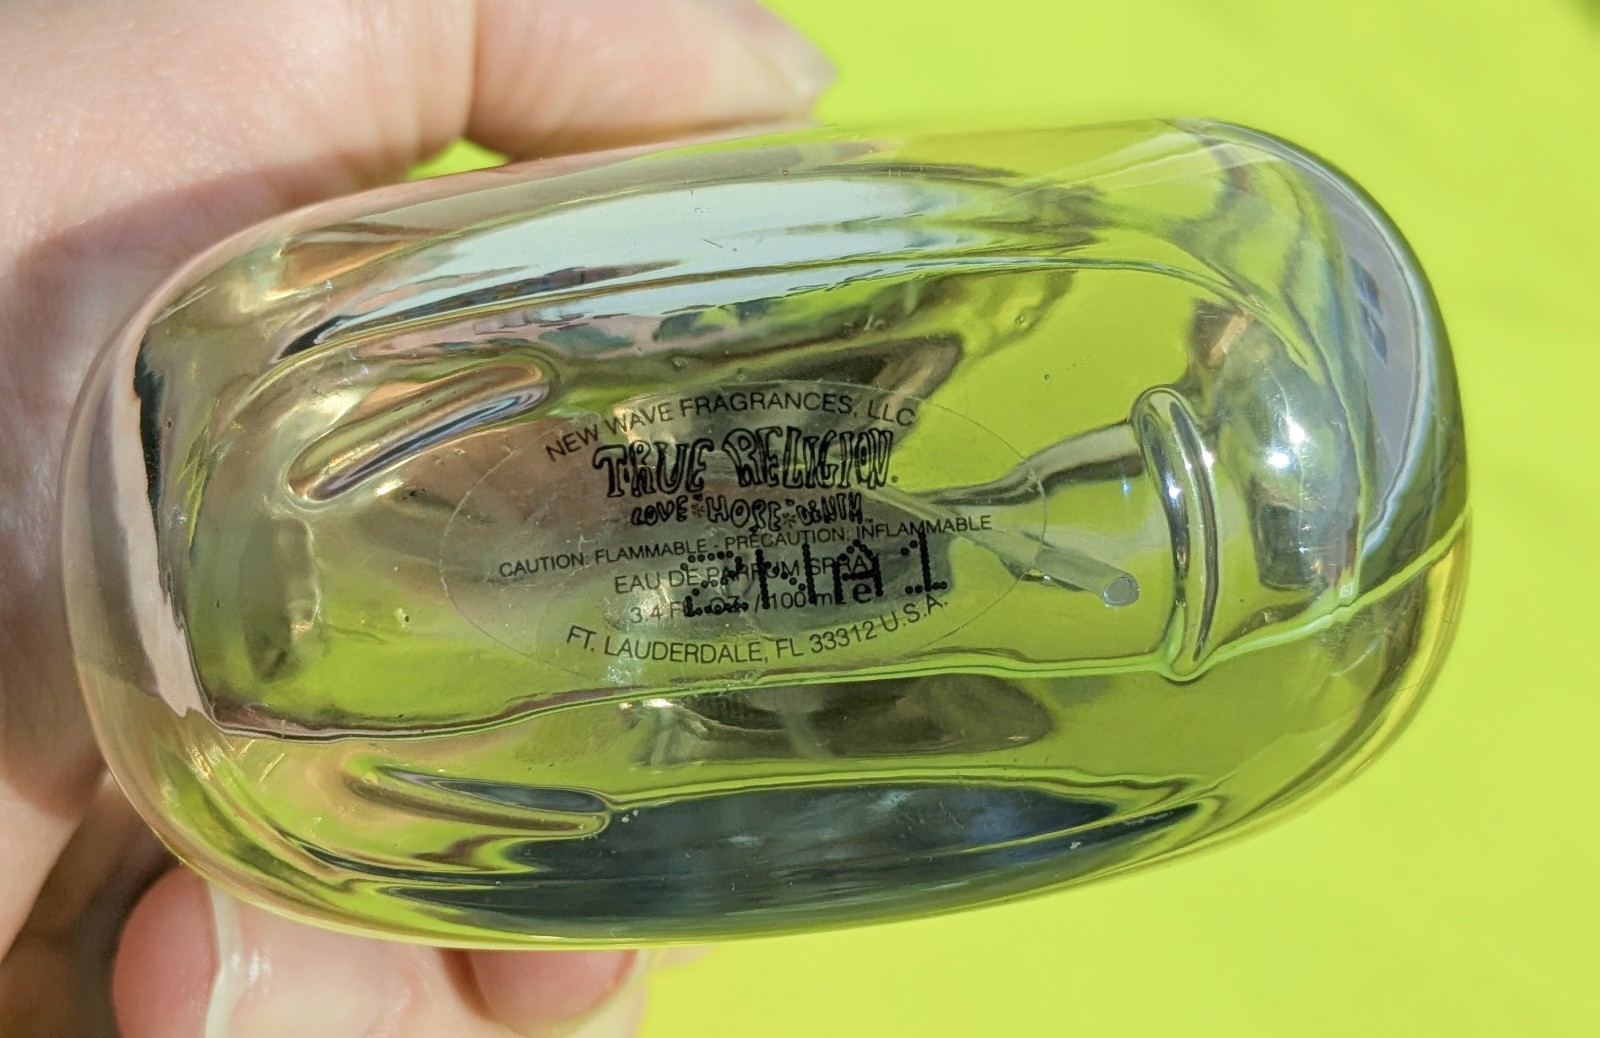 NEW WAVE FRAGRANCES, LLC
TRUE RELIGION.
LOVE*HOPE*DENIM
CAUTION: FLAMMABLE - PRÉCAUTION: INFLAMMABLE
EAU DE PARFUM SPRAY
3.4 FL. OZ. / 100 ml e
FT. LAUDERDALE, FL 33312 U.S.A.